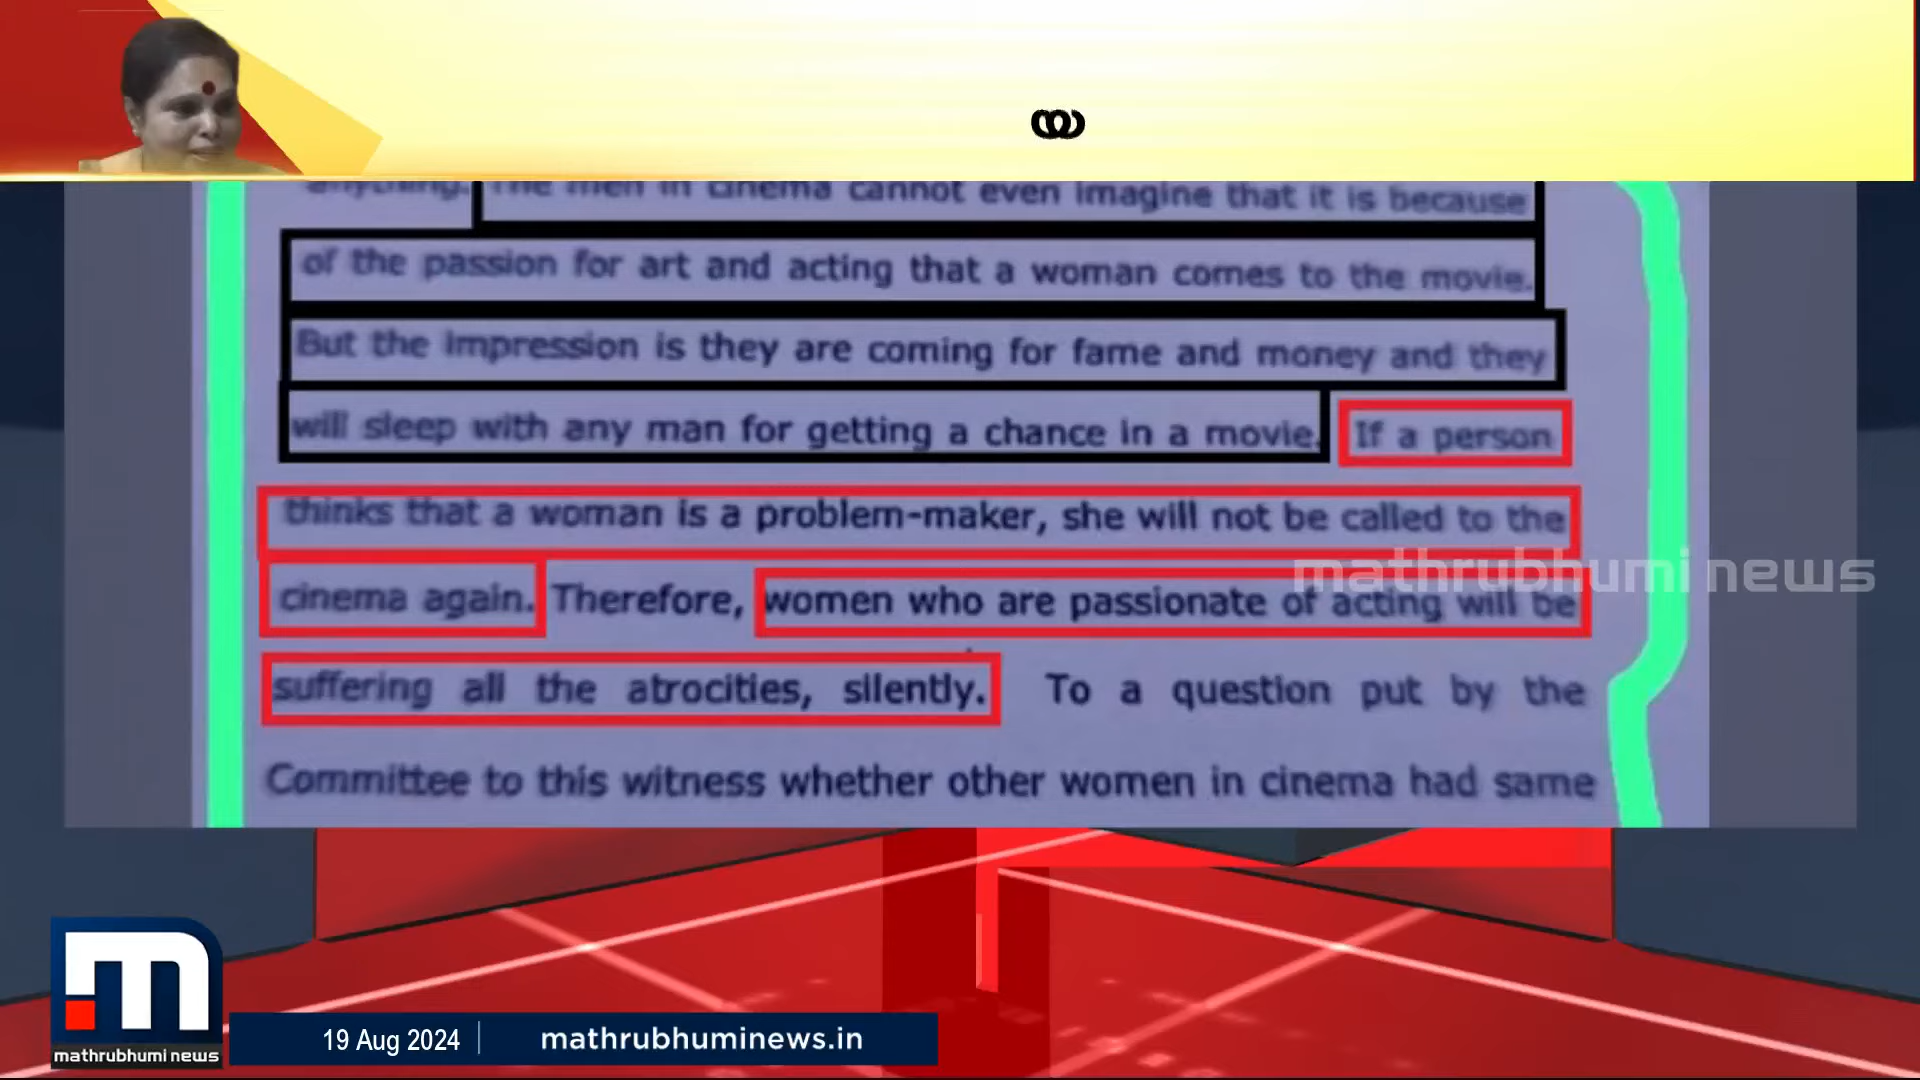 യ
anything. The men in cinema cannot even imagine that it is because
of the passion for art and acting that a woman comes to the movie.
But the impression is they are coming for fame and money and they
will sleep with any man for getting a chance in a movie. If a person
thinks that a woman is a problem-maker, she will not be called to the
cinema again. Therefore, women who are passionate of acting will be
suffering all the atrocities, silently. To a question put by the
Committee to this witness whether other women in cinema had same
mathrubhumi news
mathrubhumi news
19 Aug 2024
mathrubhuminews.in